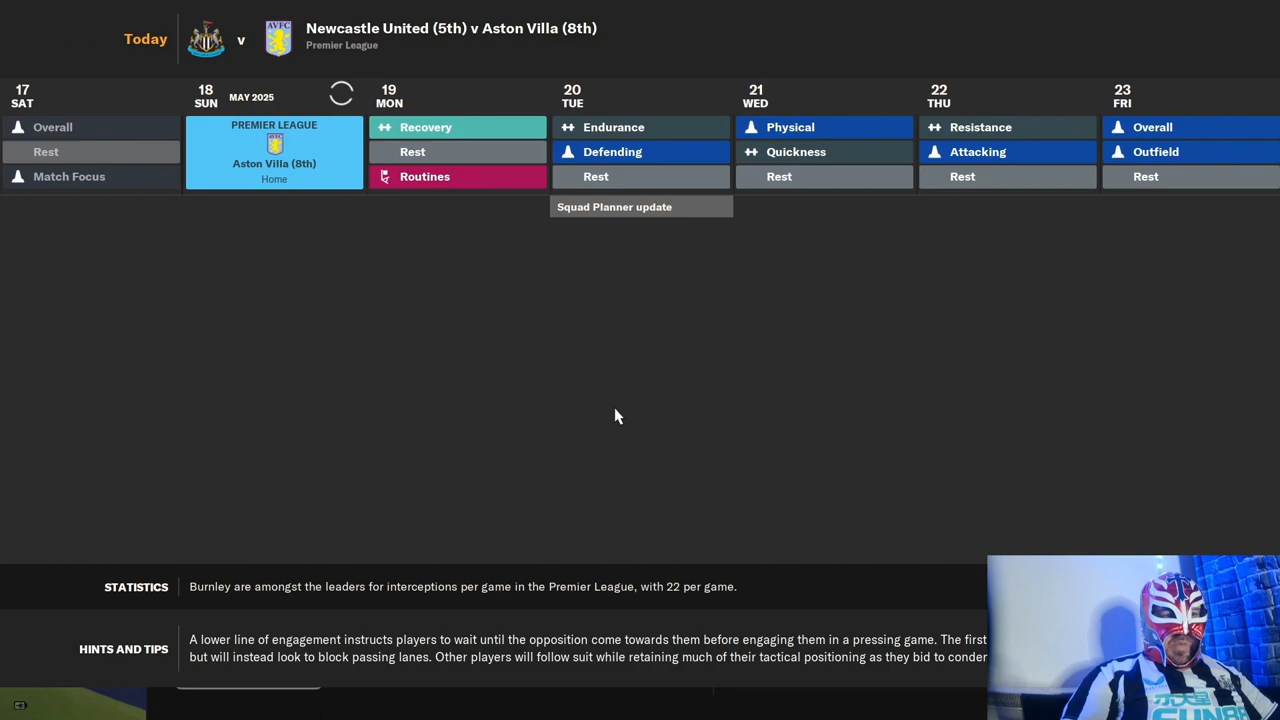 Today
v
AVFC
Newcastle United (5th) v Aston Villa (8th)
Premier League
17
SAT
18
SUN
MAY 2025
19
MON
20
TUE
21
WED
22
THU
23
FRI
Overall
Rest
Match Focus
PREMIER LEAGUE
Aston Villa (8th)
Home
Recovery
Rest
Routines
Endurance
Defending
Rest
Squad Planner update
Physical
Quickness
Rest
Resistance
Attacking
Rest
Overall
Outfield
Rest
STATISTICS
Burnley are amongst the leaders for interceptions per game in the Premier League, with 22 per game.
HINTS AND TIPS
A lower line of engagement instructs players to wait until the opposition come towards them before engaging them in a pressing game. The first
but will instead look to block passing lanes. Other players will follow suit while retaining much of their tactical positioning as they bid to conder